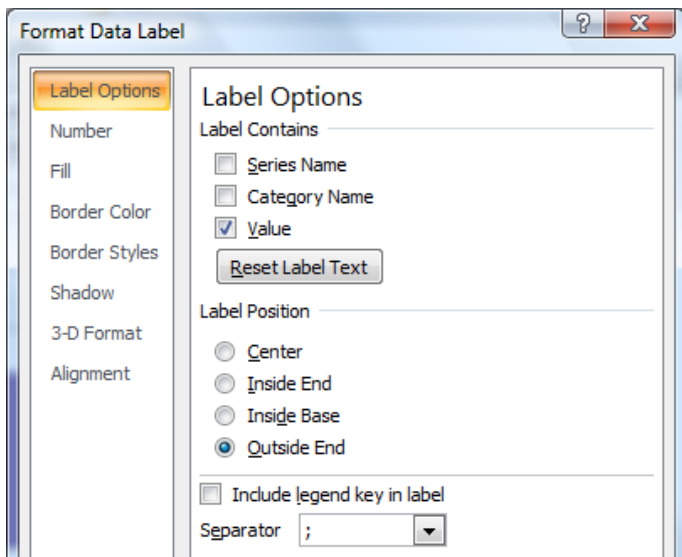 Format Data Label
?
X
Label Options
Number
Fill
Border Color
Border Styles
Shadow
3-D Format
Alignment
Label Options
Label Contains
Series Name
Category Name
Value
Reset Label Text
Label Position
Center
Inside End
Inside Base
Outside End
Include legend key in label
Separator ;